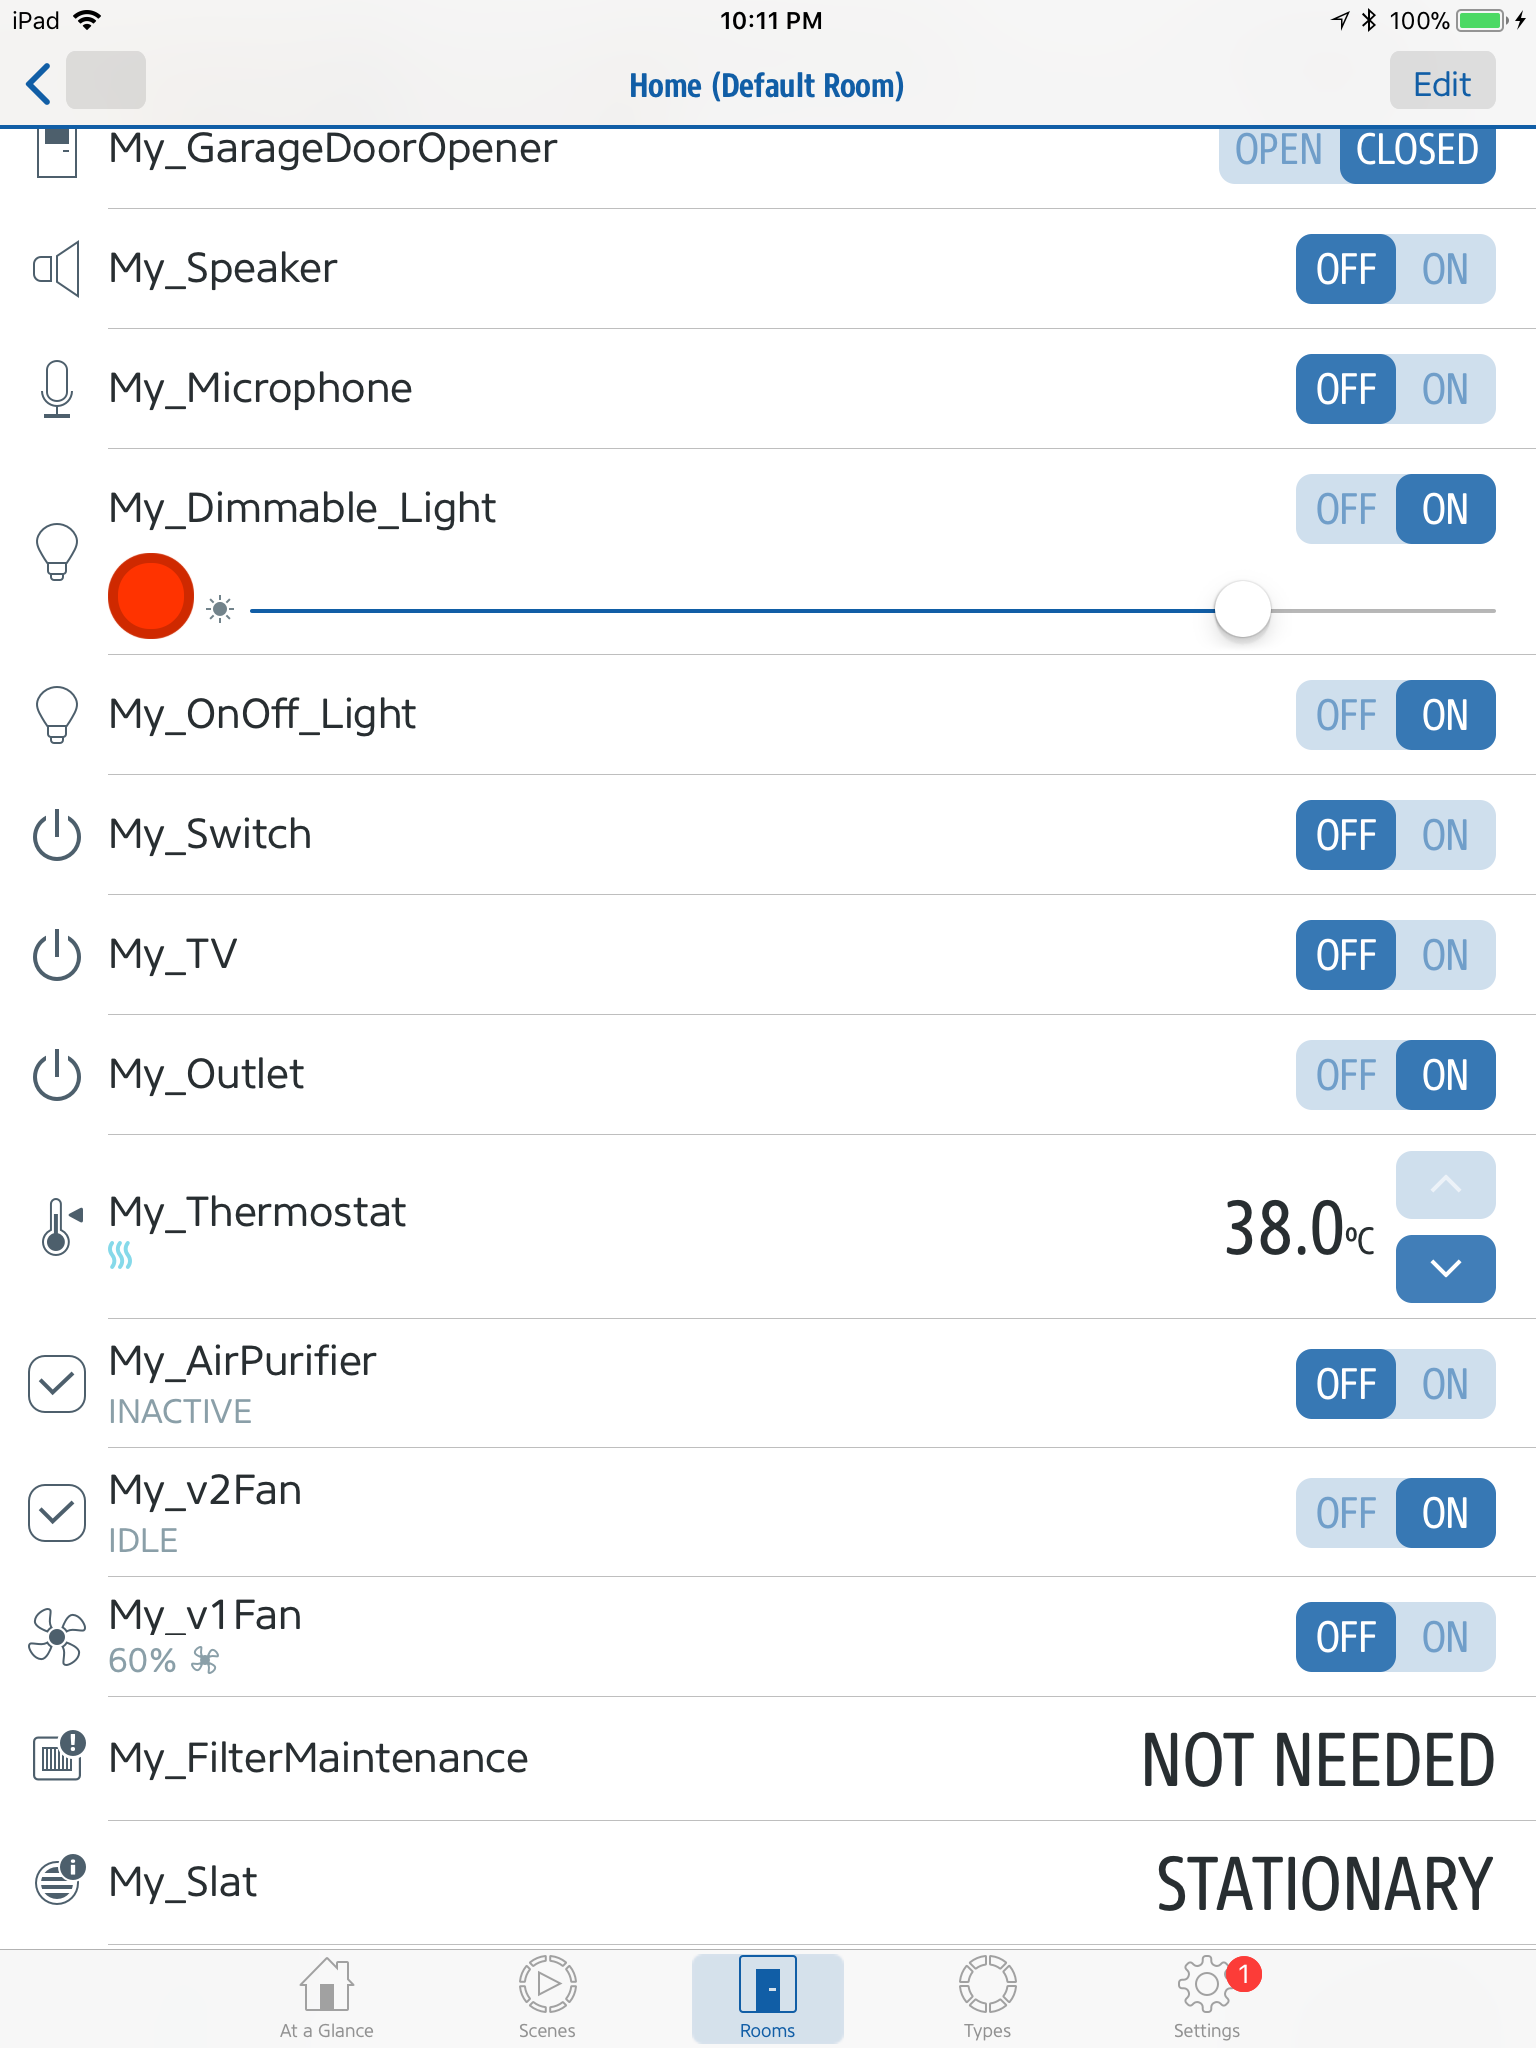 iPad 10:11 PM 100%
Home (Default Room) Edit
My_GarageDoorOpener OPEN CLOSED
My_Speaker OFF ON
My_Microphone OFF ON
My_Dimmable_Light OFF ON
My_OnOff_Light OFF ON
My_Switch OFF ON
My_TV OFF ON
My_Outlet OFF ON
My_Thermostat 38.0°C
My_AirPurifier OFF ON
INACTIVE
My_v2Fan OFF ON
IDLE
My_v1Fan OFF ON
60%
My_FilterMaintenance NOT NEEDED
My_Slat STATIONARY
1
At a Glance Scenes Rooms Types Settings